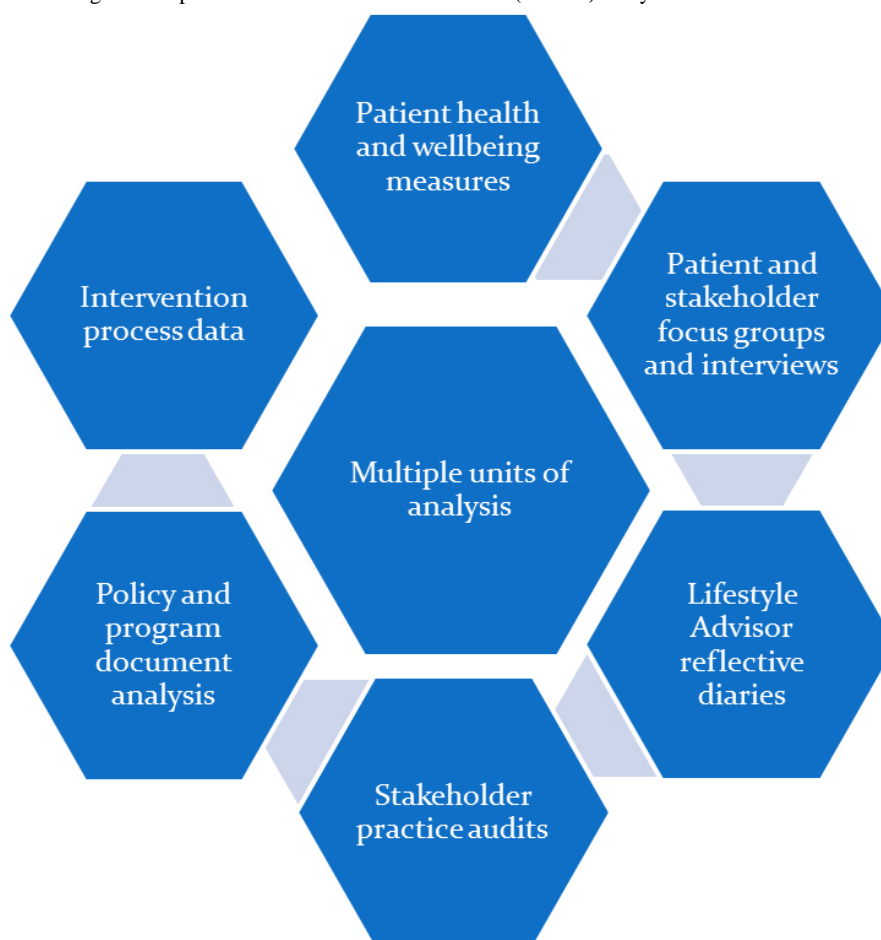 Patient health
and wellbeing
measures
Patient and
stakeholder
focus groups
and interviews
Lifestyle
Advisor
reflective
diaries
Stakeholder
practice audits
Policy and
program
document
analysis
Intervention
process data
Multiple units of
analysis